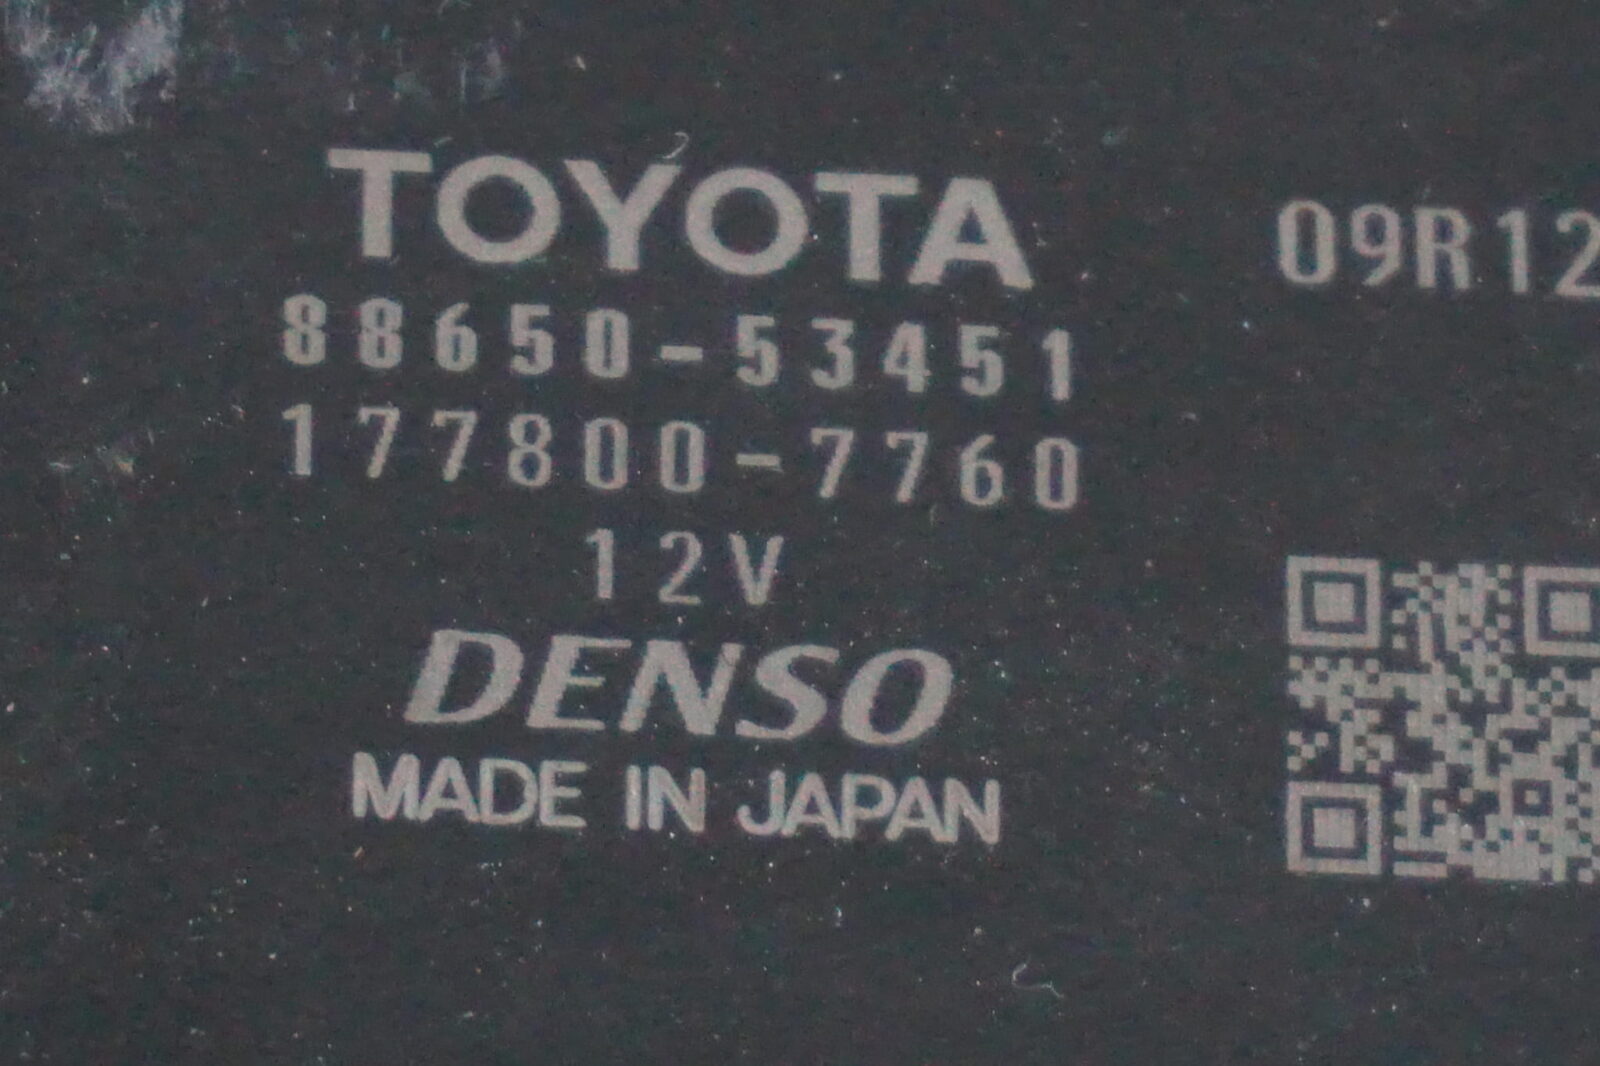 TOYOTA
09R12
88650-53451
177800-7760
12V
DENSO
MADE IN JAPAN